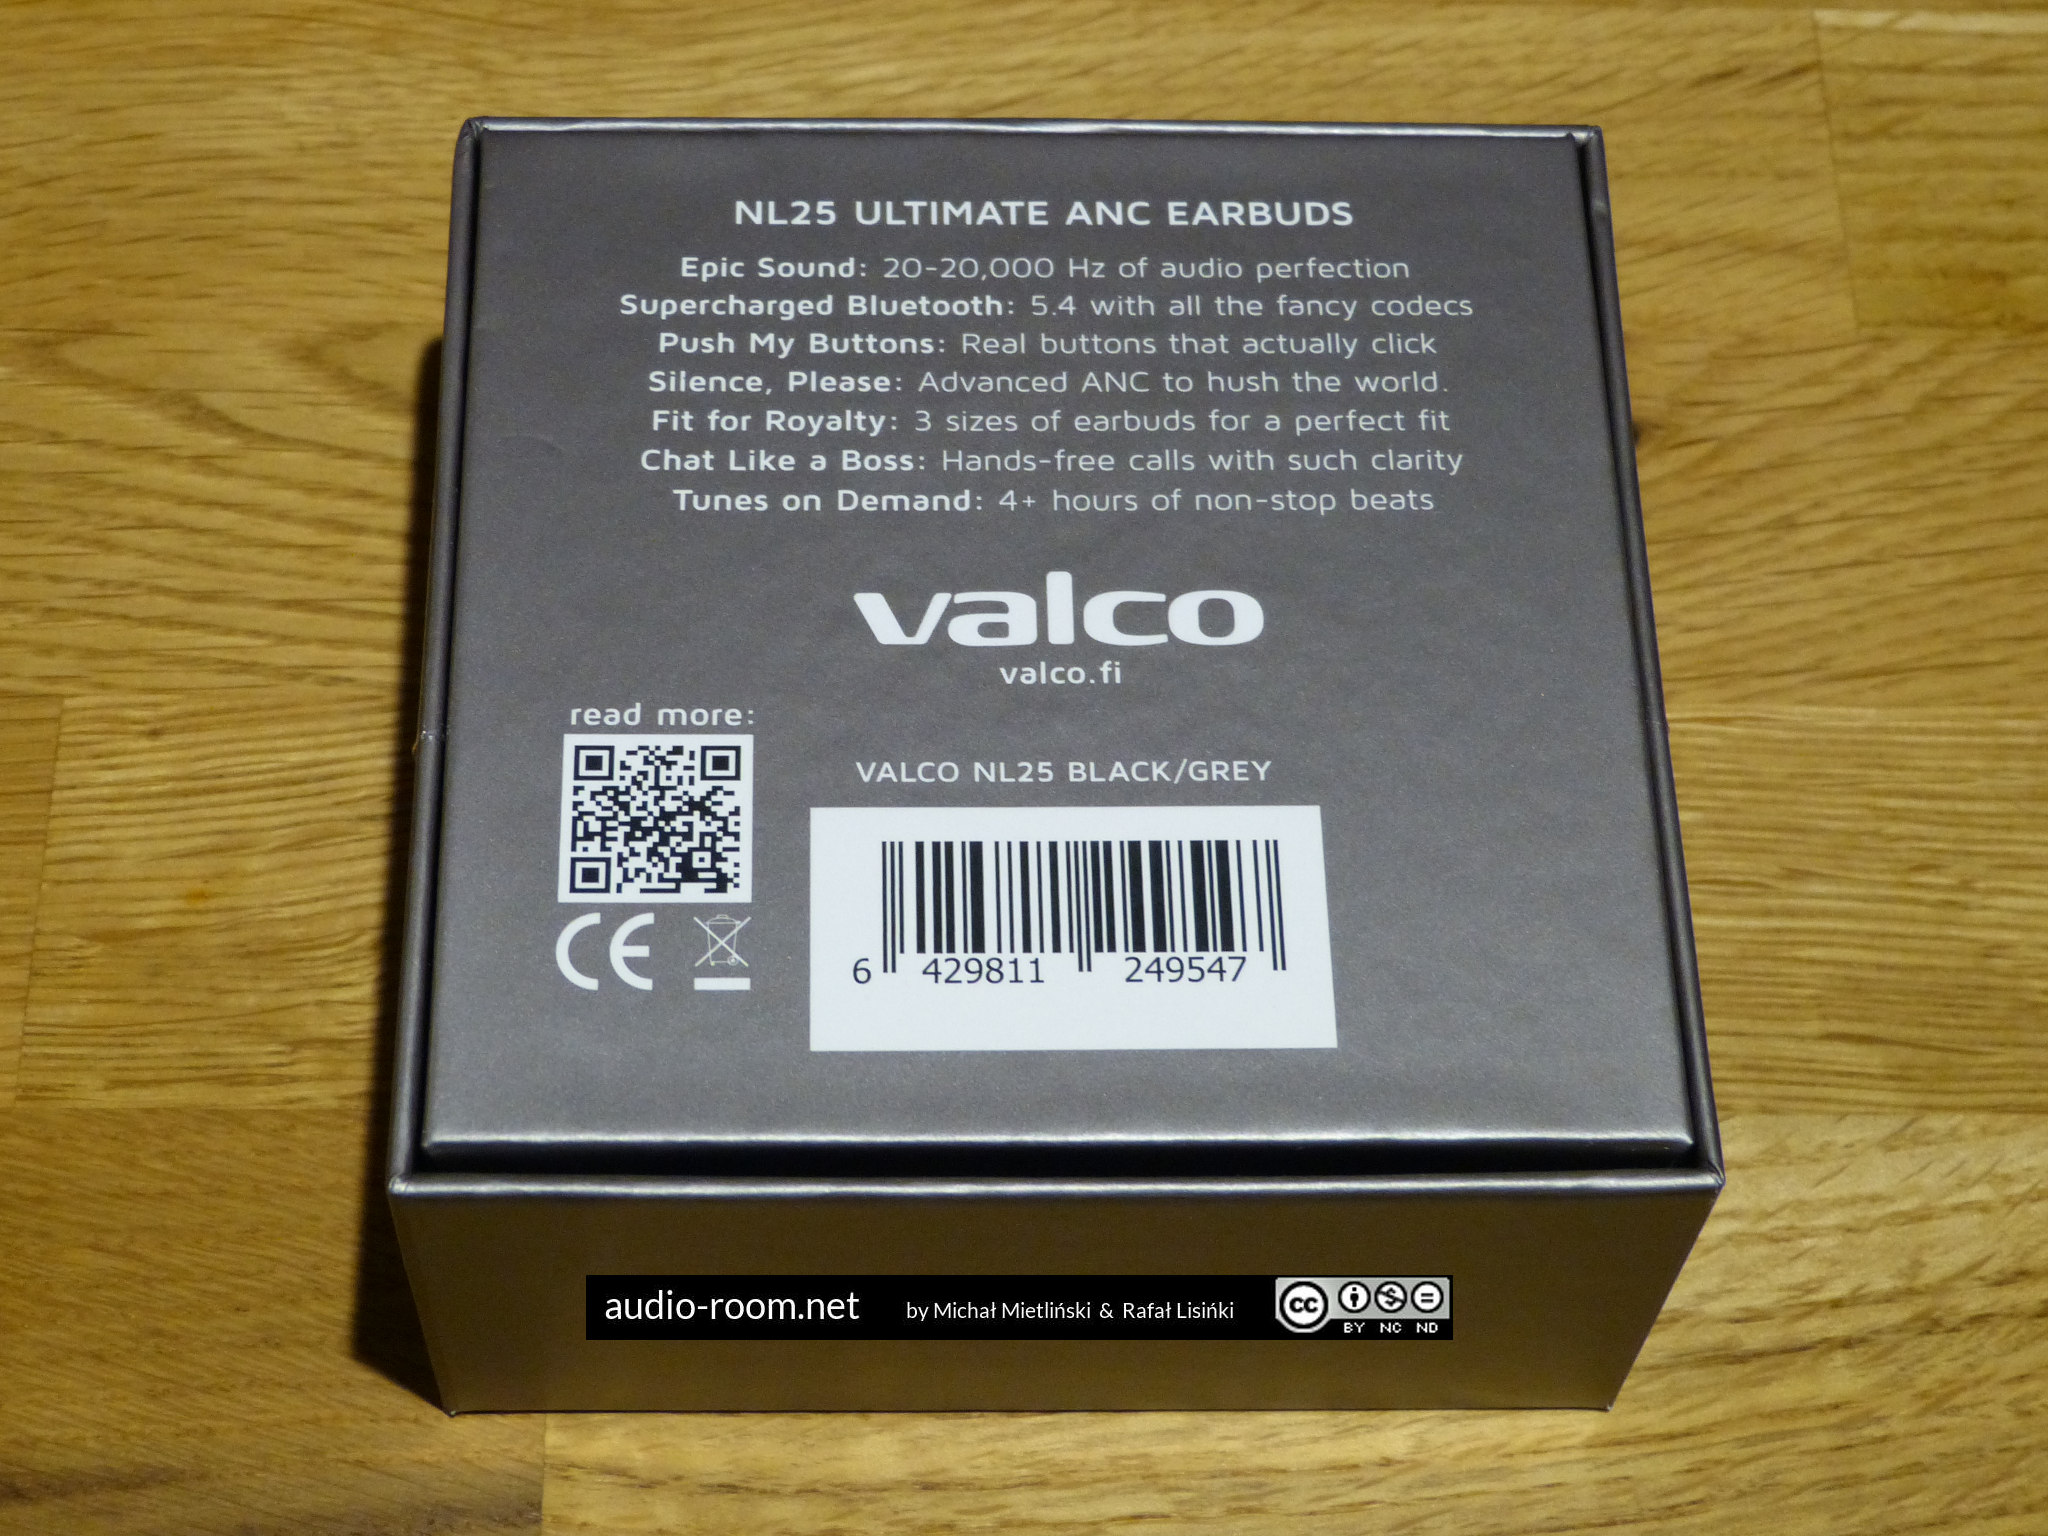 NL25 ULTIMATE ANC EARBUDS
Epic Sound: 20-20,000 Hz of audio perfection
Supercharged Bluetooth: 5.4 with all the fancy codecs
Push My Buttons: Real buttons that actually click
Silence, Please: Advanced ANC to hush the world.
Fit for Royalty: 3 sizes of earbuds for a perfect fit
Chat Like a Boss: Hands-free calls with such clarity
Tunes on Demand: 4+ hours of non-stop beats
valco
valco.fi
read more:
VALCO NL25 BLACK/GREY
CE
6 429811 249547
audio-room.net by Michał Mietliński & Rafał Lisińki cc BY NC ND